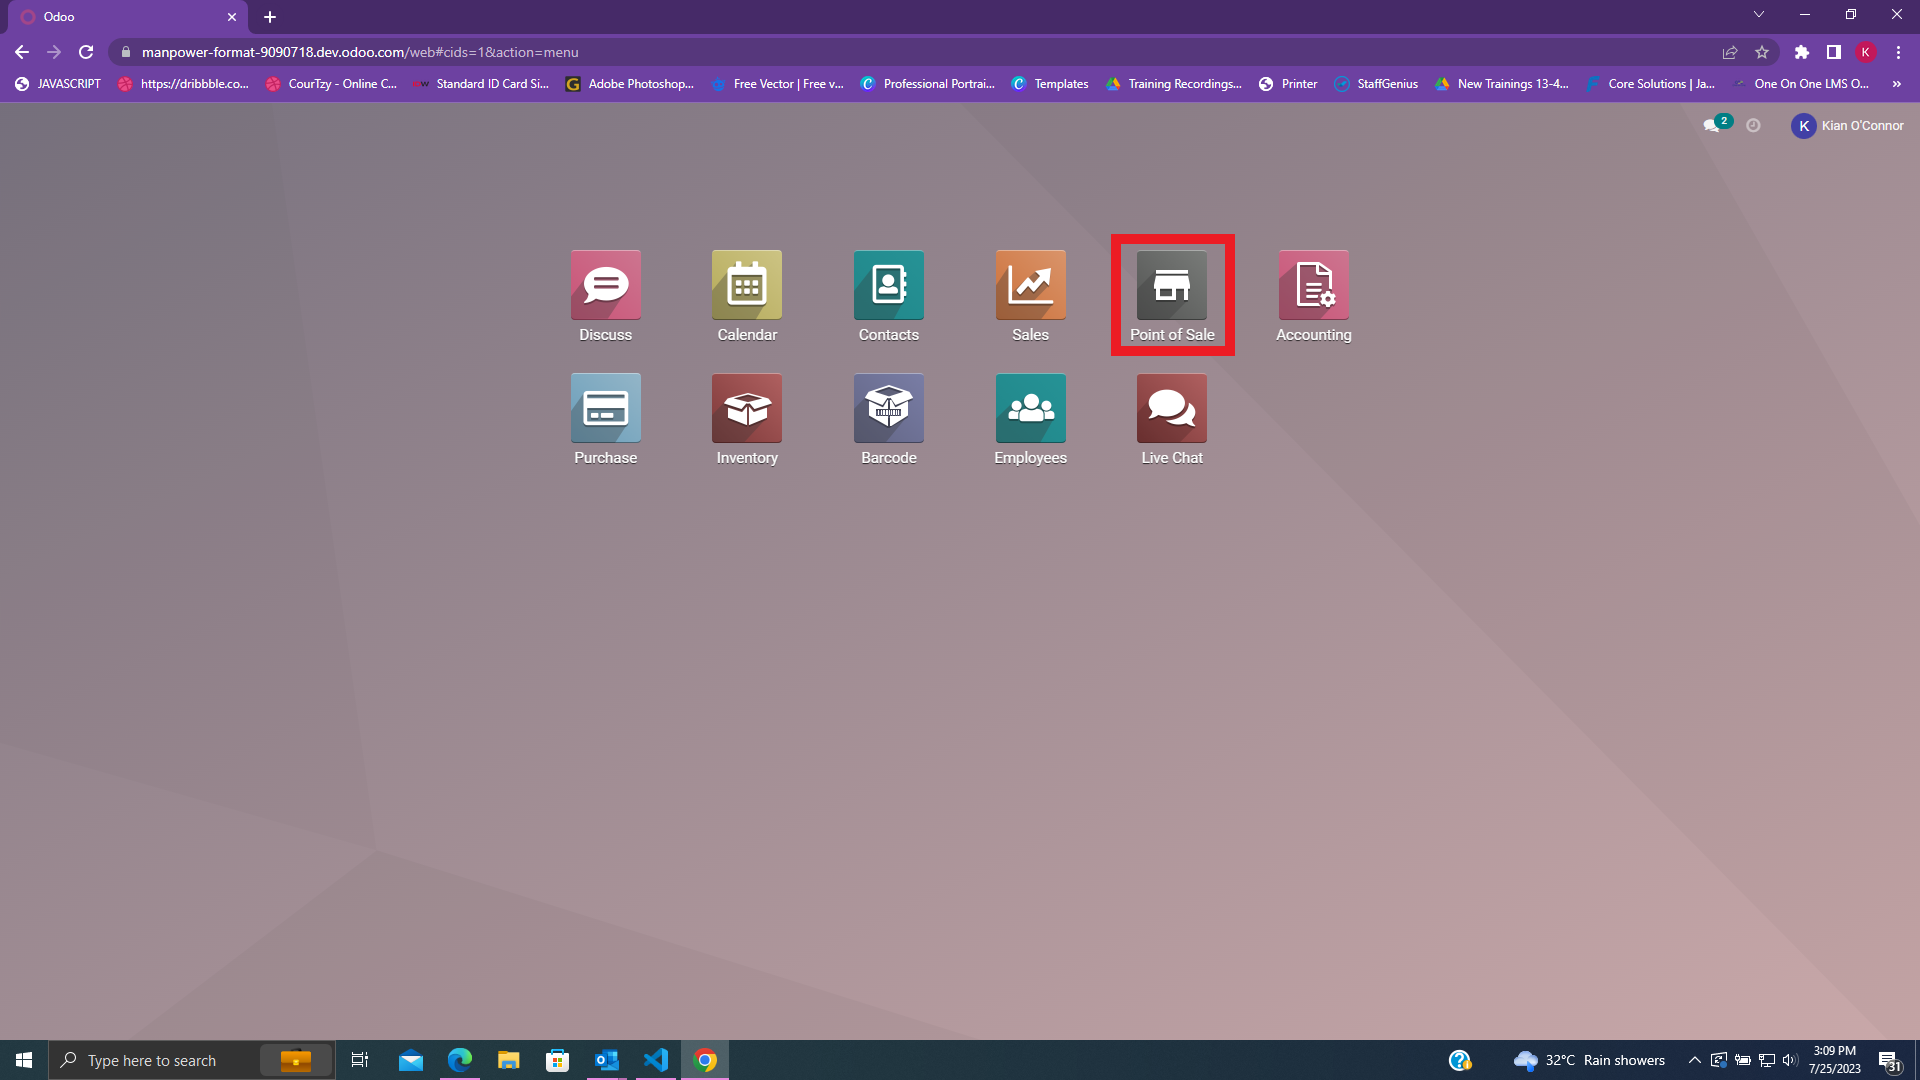 Odoo
manpower-format-9090718.dev.odoo.com/web#cids=1&action=menu
K
JAVASCRIPT https://dribbble.co... CourTzy - Online C... Standard ID Card Si... Adobe Photoshop... Free Vector | Free v... Professional Portrai... Templates Training Recordings... Printer StaffGenius New Trainings 13-4... Core Solutions | Ja... One On One LMS O... »
2 K Kian O'Connor
Discuss Calendar Contacts Sales Point of Sale Accounting
Purchase Inventory Barcode Employees Live Chat
Type here to search
32°C Rain showers
3:09 PM
7/25/2023
31